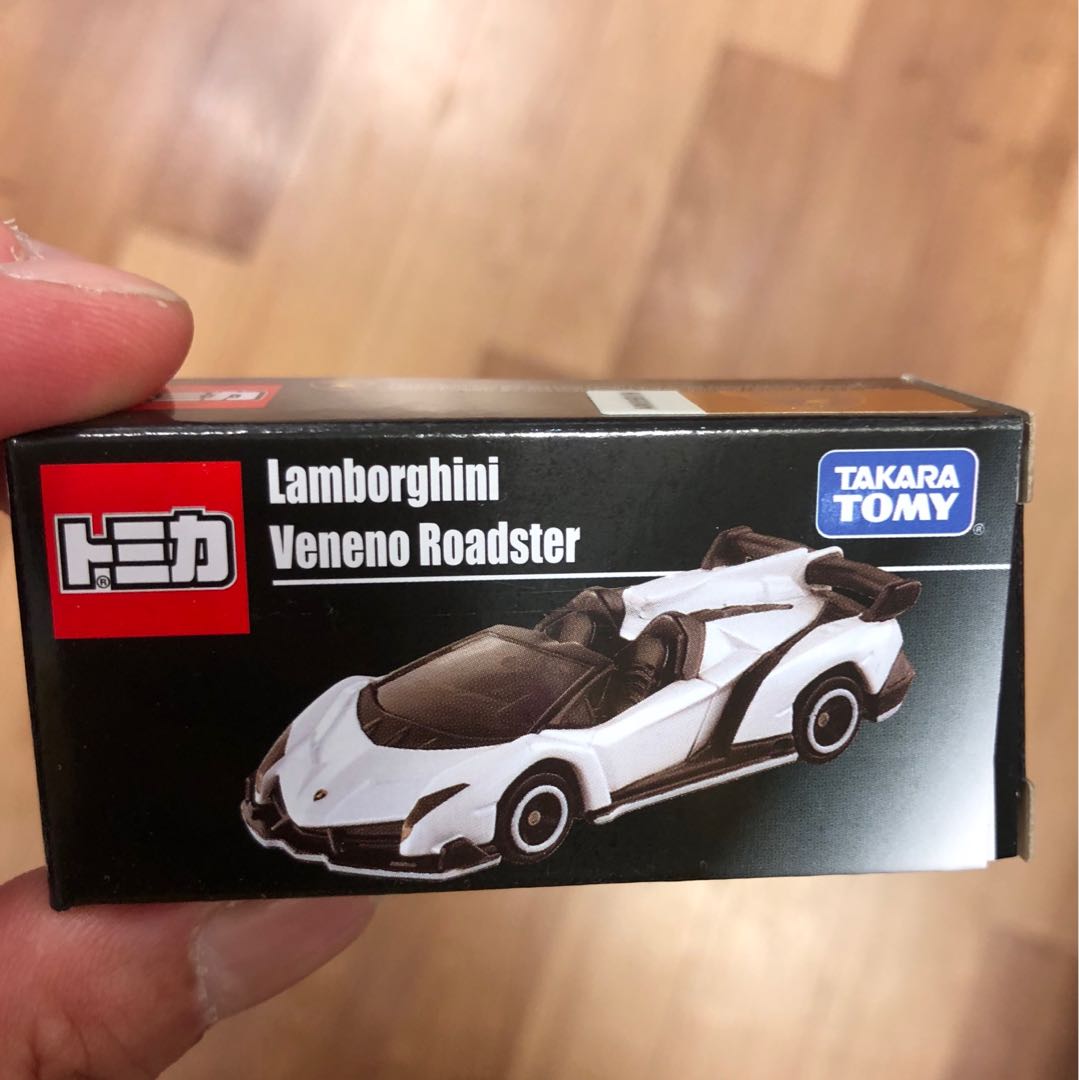 トミカ
®
Lamborghini
Veneno Roadster
TAKARA
TOMY
®